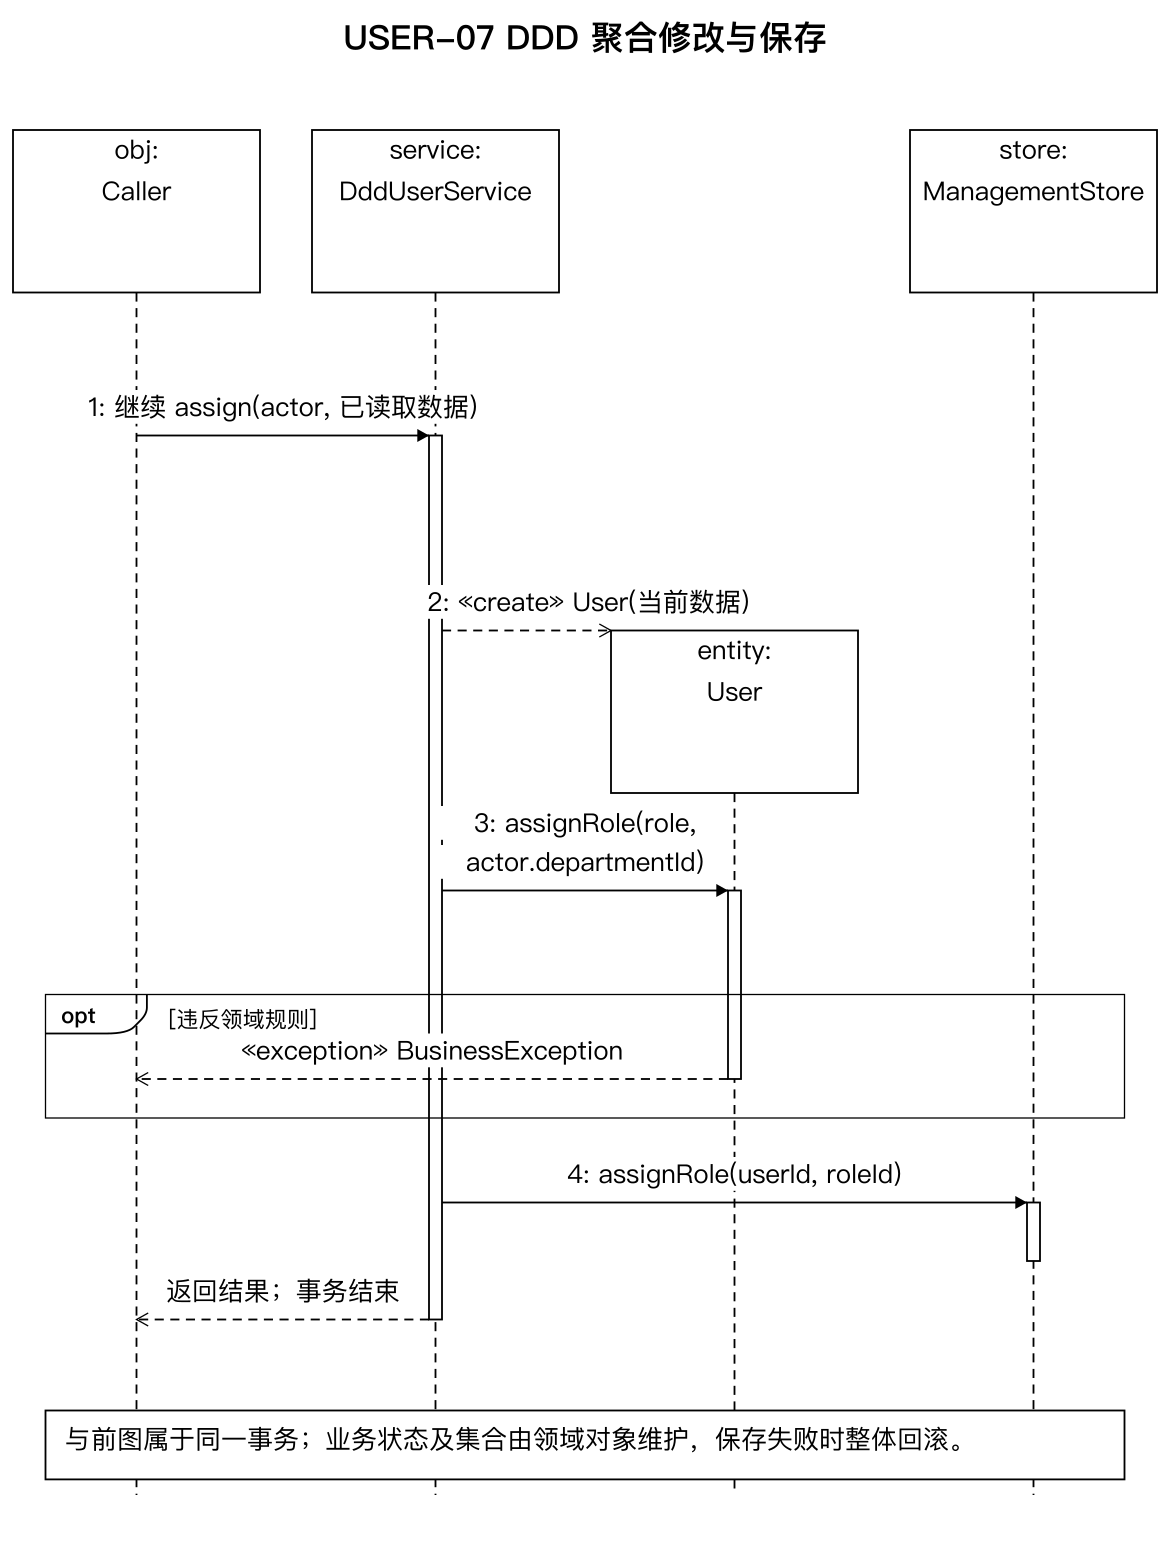 USER-07 DDD 聚合修改与保存
obj:
Caller
service:
DddUserService
store:
ManagementStore
1: 继续 assign(actor, 已读取数据)
2: «create» User(当前数据)
entity:
User
3: assignRole(role,
actor.departmentId)
opt
[违反领域规则]
«exception» BusinessException
4: assignRole(userId, roleId)
返回结果；事务结束
与前图属于同一事务；业务状态及集合由领域对象维护，保存失败时整体回滚。